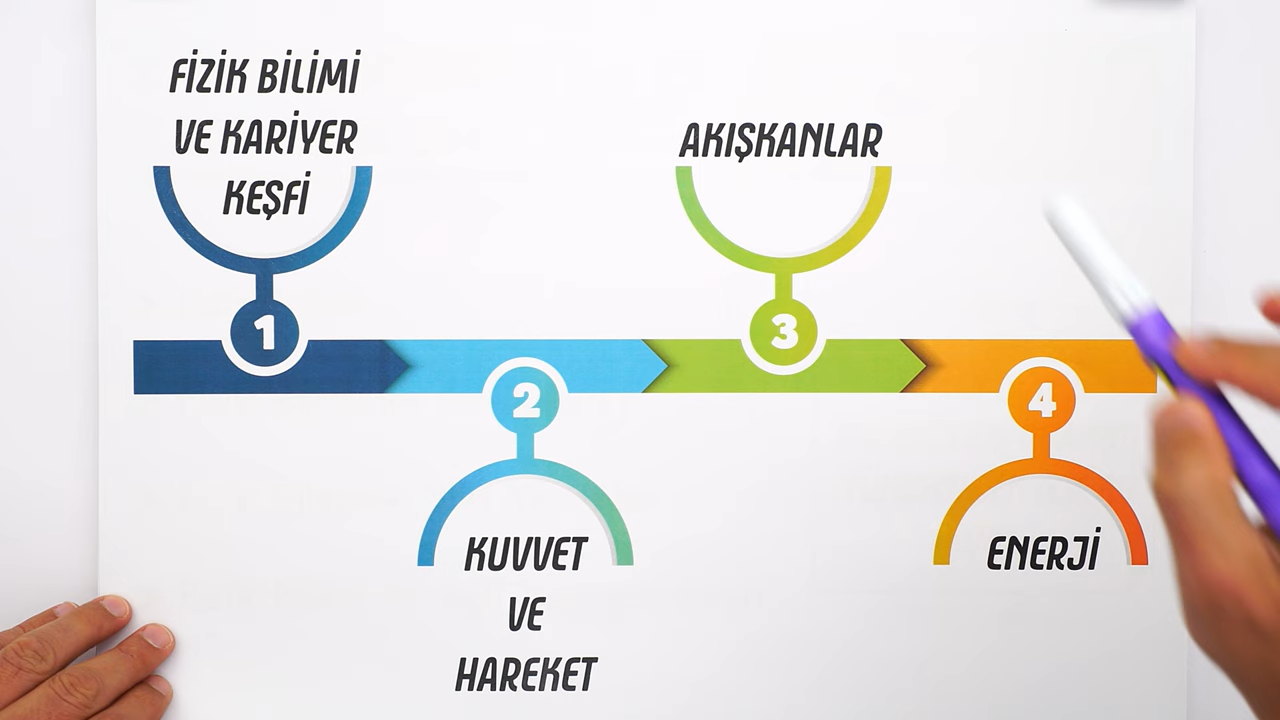 FİZİK BİLİMİ
VE KARİYER
KEŞFİ
1
2
KUVVET
VE
HAREKET
AKIŞKANLAR
3
4
ENERJİ